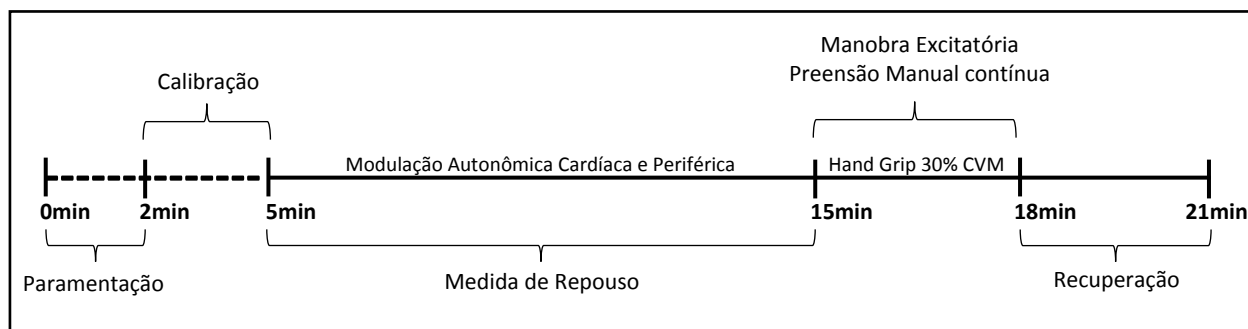 Manobra Excitatória
Preensão Manual contínua
Calibração
Modulação Autonômica Cardíaca e Periférica
Hand Grip 30% CVM
0min
2min
5min
15min
18min
21min
Paramentação
Medida de Repouso
Recuperação